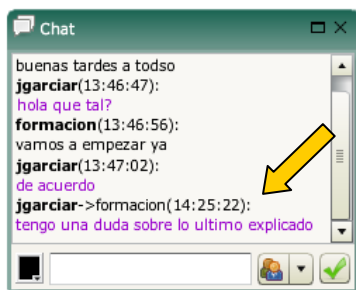 Chat
buenas tardes a todso
jgarciar(13:46:47):
hola que tal?
formacion(13:46:56):
vamos a empezar ya
jgarciar(13:47:02):
de acuerdo
jgarciar->formacion(14:25:22):
tengo una duda sobre lo ultimo explicado